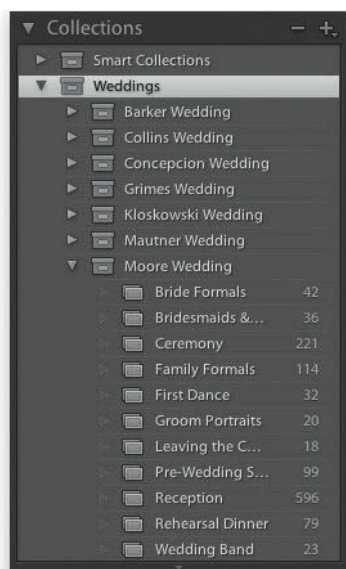 Collections
Smart Collections
Weddings
Barker Wedding
Collins Wedding
Concepcion Wedding
Grimes Wedding
Kloskowski Wedding
Mautner Wedding
Moore Wedding
Bride Formals 42
Bridesmaids &... 36
Ceremony 221
Family Formals 114
First Dance 32
Groom Portraits 20
Leaving the C... 18
Pre-Wedding S... 99
Reception 596
Rehearsal Dinner 79
Wedding Band 23